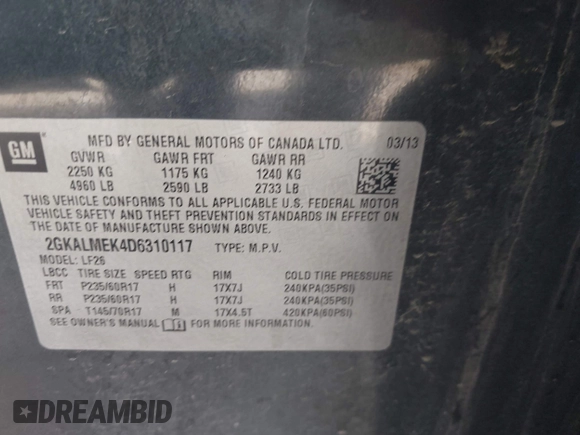 GM
MFD BY GENERAL MOTORS OF CANADA LTD. 03/13
GVWR GAWR FRT GAWR RR
2250 KG 1175 KG 1240 KG
4960 LB 2590 LB 2733 LB
THIS VEHICLE CONFORMS TO ALL APPLICABLE U.S. FEDERAL MOTOR
VEHICLE SAFETY AND THEFT PREVENTION STANDARDS IN EFFECT ON
THE DATE OF MANUFACTURE SHOWN ABOVE.
2GKALMEK4D6310117 TYPE: M.P.V.
MODEL: LF26
LBCC TIRE SIZE SPEED RTG RIM COLD TIRE PRESSURE
FRT P235/60R17 H 17X7J 240KPA(35PSI)
RR P235/60R17 H 17X7J 240KPA(35PSI)
SPA T145/70R17 M 17X4.5T 420KPA(60PSI)
SEE OWNER'S MANUAL FOR MORE INFORMATION.
DREAMBID